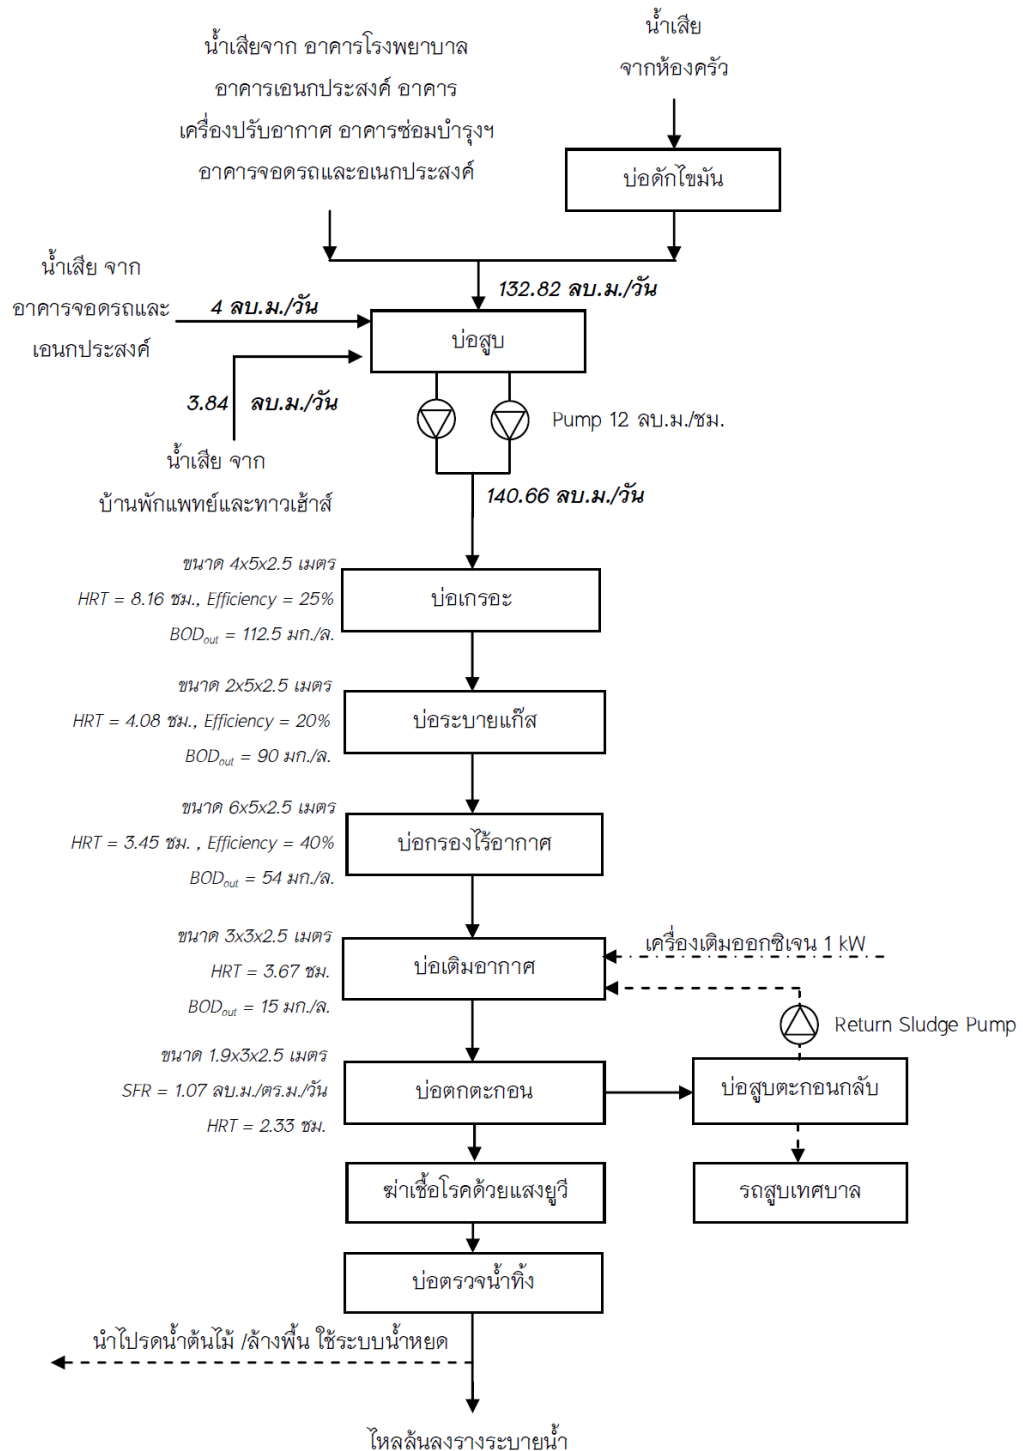 น้ำเสียจาก อาคารโรงพยาบาล
อาคารเอนกประสงค์ อาคาร
เครื่องปรับอากาศ อาคารซ่อมบำรุงฯ
อาคารจอดรถและอเนกประสงค์
น้ำเสีย
จากห้องครัว
บ่อดักไขมัน
132.82 ลบ.ม./วัน
น้ำเสีย จาก
อาคารจอดรถและ
เอนกประสงค์
4 ลบ.ม./วัน
บ่อสูบ
3.84 ลบ.ม./วัน
น้ำเสีย จาก
บ้านพักแพทย์และทาวเฮ้าส์
Pump 12 ลบ.ม./ชม.
140.66 ลบ.ม./วัน
ขนาด 4x5x2.5 เมตร
HRT = 8.16 ชม., Efficiency = 25%
BODout = 112.5 มก./ล.
บ่อเกรอะ
ขนาด 2x5x2.5 เมตร
HRT = 4.08 ชม., Efficiency = 20%
BODout = 90 มก./ล.
บ่อระบายแก๊ส
ขนาด 6x5x2.5 เมตร
HRT = 3.45 ชม. , Efficiency = 40%
BODout = 54 มก./ล.
บ่อกรองไร้อากาศ
ขนาด 3x3x2.5 เมตร
HRT = 3.67 ชม.
BODout = 15 มก./ล.
บ่อเติมอากาศ
เครื่องเติมออกซิเจน 1 kW
Return Sludge Pump
ขนาด 1.9x3x2.5 เมตร
SFR = 1.07 ลบ.ม./ตร.ม./วัน
HRT = 2.33 ชม.
บ่อตกตะกอน
บ่อสูบตะกอนกลับ
ฆ่าเชื้อโรคด้วยแสงยูวี
รถสูบเทศบาล
บ่อตรวจน้ำทิ้ง
นำไปรดน้ำต้นไม้ /ล้างพื้น ใช้ระบบน้ำหยด
ไหลล้นลงรางระบายน้ำ